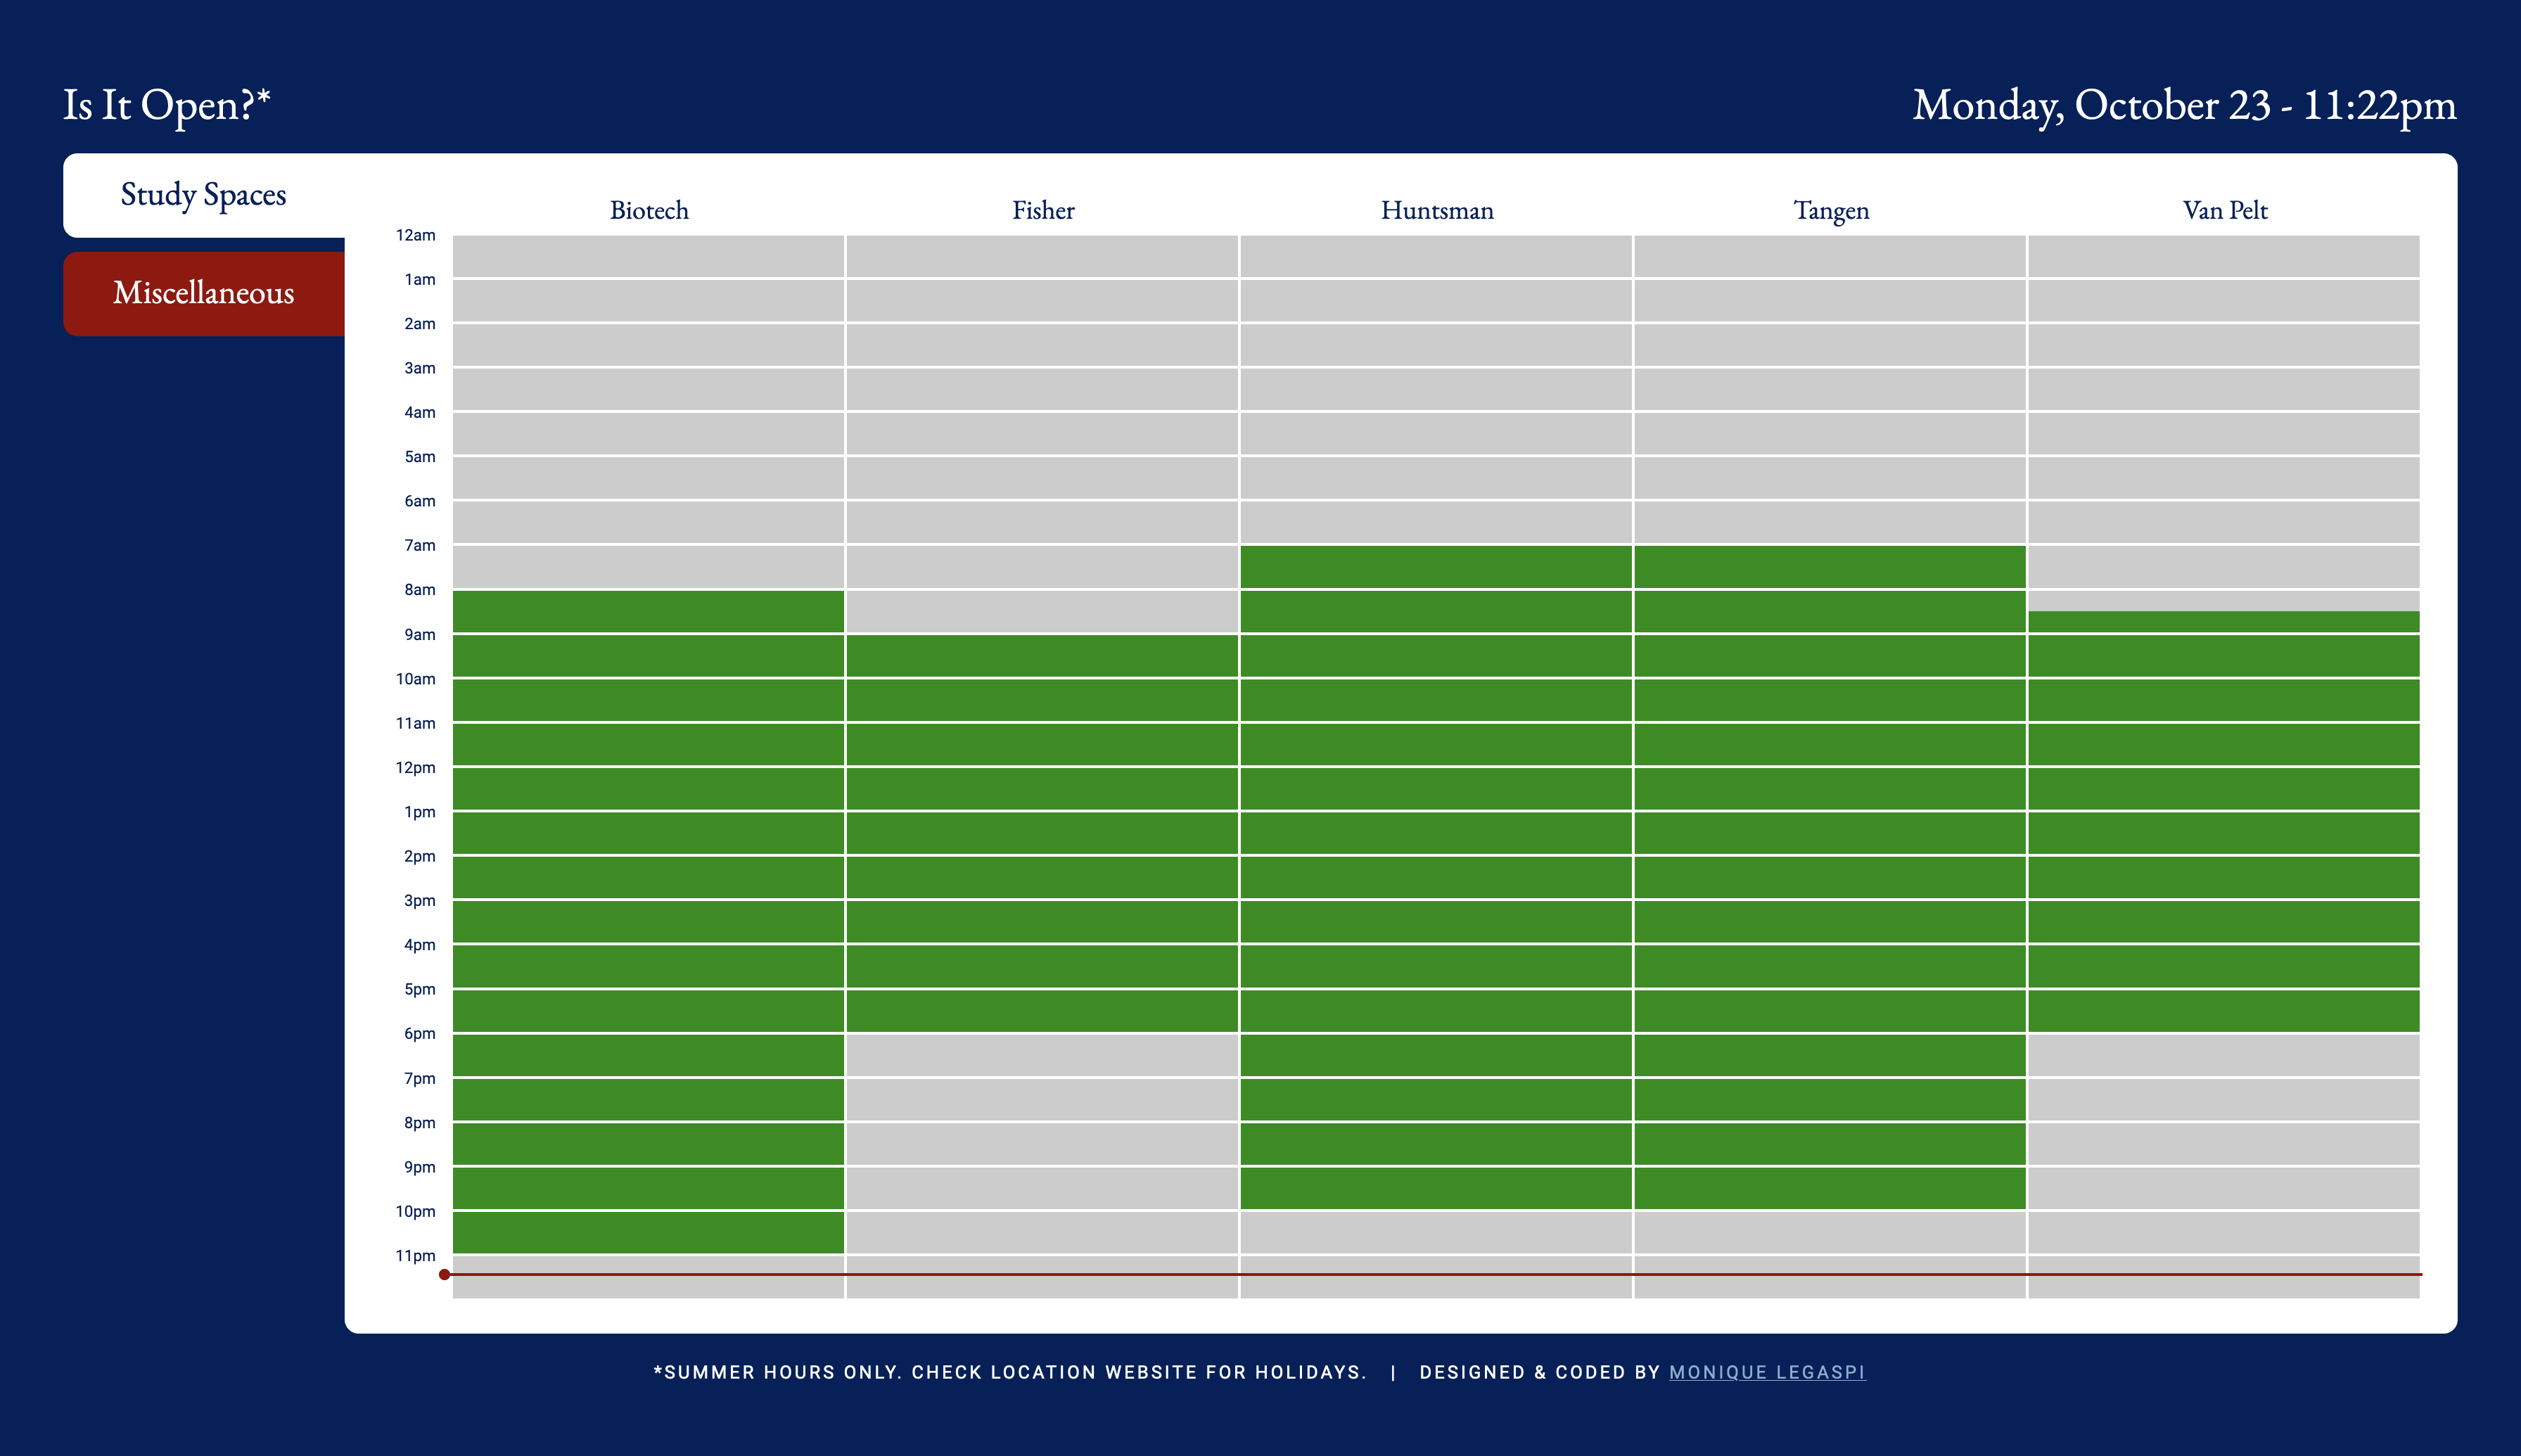 Is It Open?*
Monday, October 23 - 11:22pm
Study Spaces
Miscellaneous
Biotech Fisher Huntsman Tangen Van Pelt
12am
1am
2am
3am
4am
5am
6am
7am
8am
9am
10am
11am
12pm
1pm
2pm
3pm
4pm
5pm
6pm
7pm
8pm
9pm
10pm
11pm
*SUMMER HOURS ONLY. CHECK LOCATION WEBSITE FOR HOLIDAYS. | DESIGNED & CODED BY MONIQUE LEGASPI